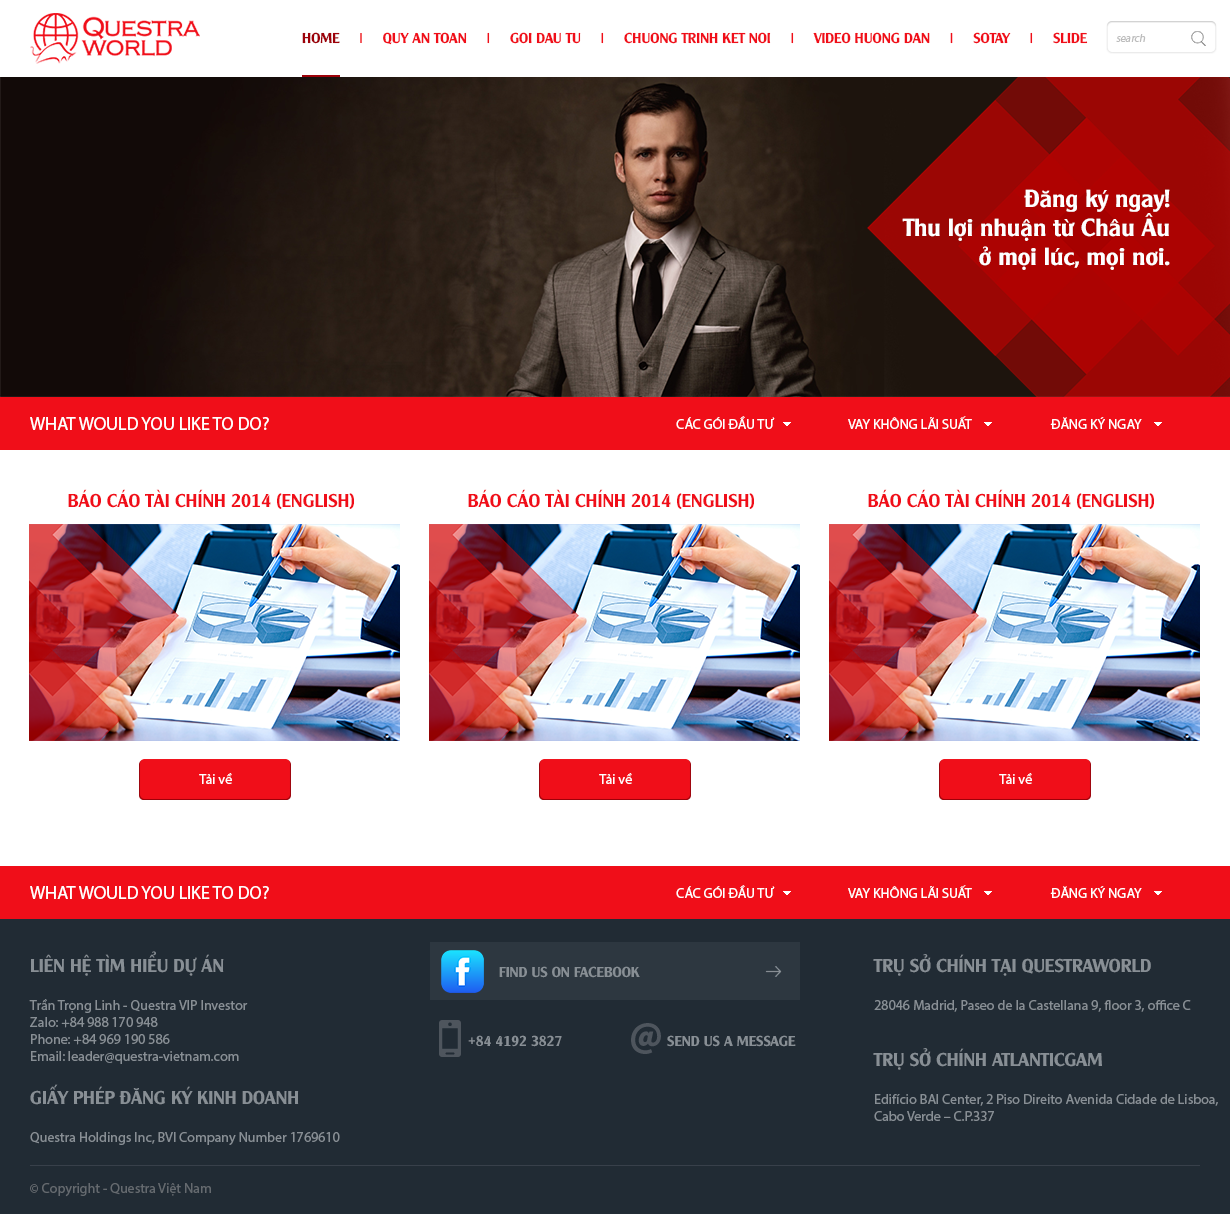 QUESTRA
WORLD
HOME | QUY AN TOAN | GOI DAU TU | CHUONG TRINH KET NOI | VIDEO HUONG DAN | SOTAY | SLIDE
search
Đăng ký ngay!
Thu lợi nhuận từ Châu Âu
ở mọi lúc, mọi nơi.
WHAT WOULD YOU LIKE TO DO? CÁC GÓI ĐẦU TƯ VAY KHÔNG LÃI SUẤT ĐĂNG KÝ NGAY
BÁO CÁO TÀI CHÍNH 2014 (ENGLISH)
BÁO CÁO TÀI CHÍNH 2014 (ENGLISH)
BÁO CÁO TÀI CHÍNH 2014 (ENGLISH)
Tải về
Tải về
Tải về
WHAT WOULD YOU LIKE TO DO? CÁC GÓI ĐẦU TƯ VAY KHÔNG LÃI SUẤT ĐĂNG KÝ NGAY
LIÊN HỆ TÌM HIỂU DỰ ÁN
Trần Trọng Linh - Questra VIP Investor
Zalo: +84 988 170 948
Phone: +84 969 190 586
Email: leader@questra-vietnam.com
GIẤY PHÉP ĐĂNG KÝ KINH DOANH
Questra Holdings Inc, BVI Company Number 1769610
FIND US ON FACEBOOK
+84 4192 3827
SEND US A MESSAGE
TRỤ SỞ CHÍNH TẠI QUESTRAWORLD
28046 Madrid, Paseo de la Castellana 9, floor 3, office C
TRỤ SỞ CHÍNH ATLANTICGAM
Edifício BAI Center, 2 Piso Direito Avenida Cidade de Lisboa,
Cabo Verde – C.P.337
© Copyright - Questra Việt Nam